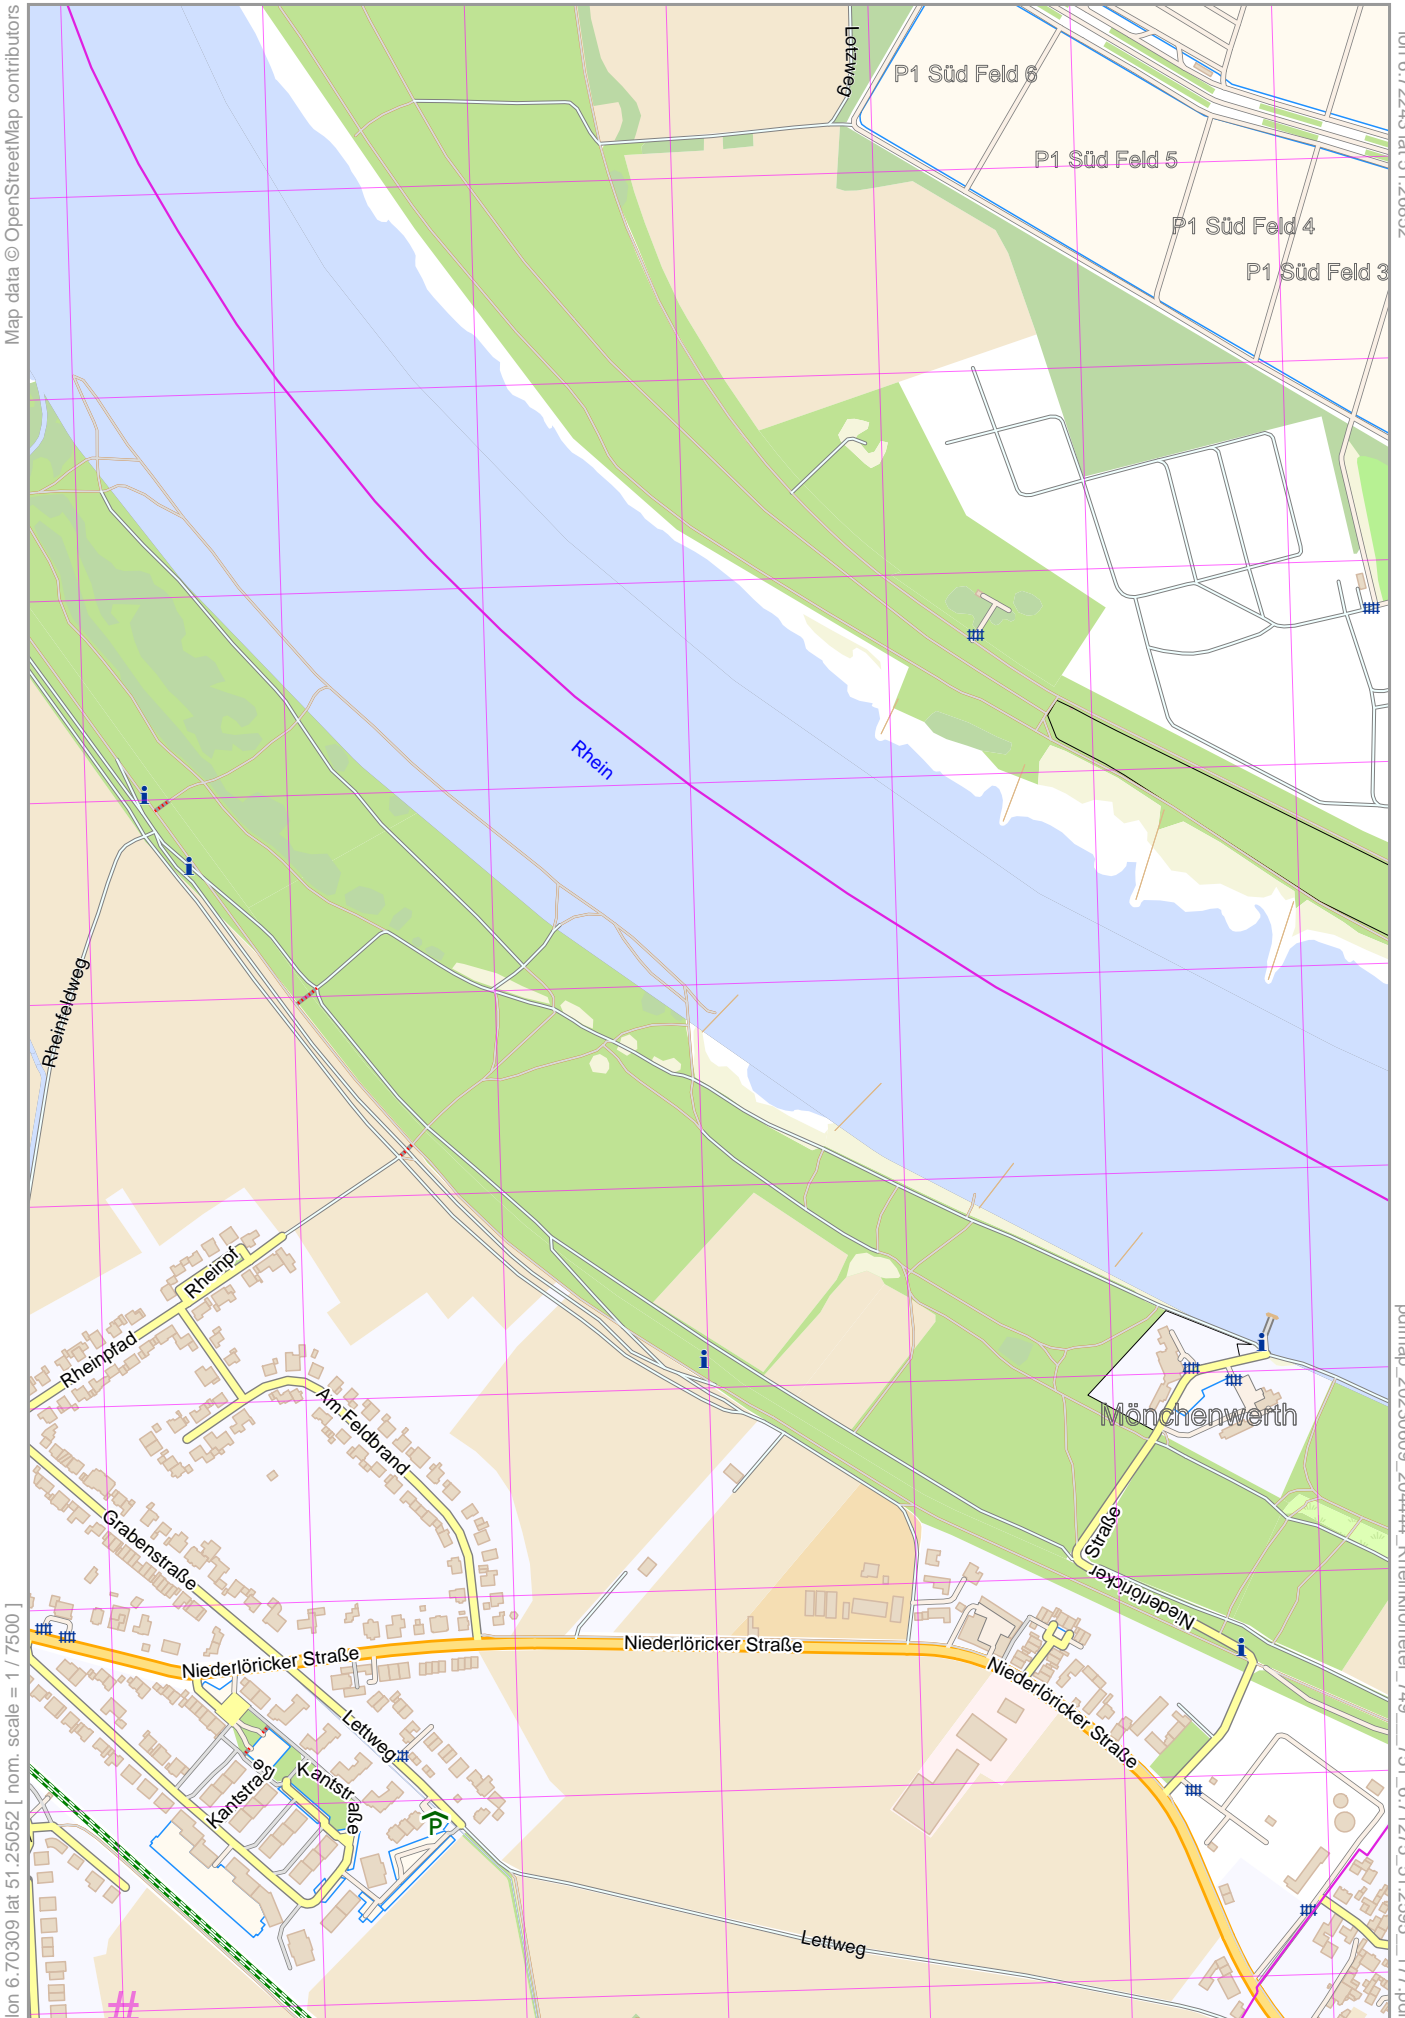 Map data © OpenStreetMap contributors
Lotzweg
P1 Süd Feld 6
P1 Süd Feld 5
P1 Süd Feld 4
P1 Süd Feld 3
Rhein
Rheinfeldweg
Rheinpf
Rheinpfad
Am Feldbrand
Grabenstraße
Mönchenwerth
Niederlöricker Straße
Niederlöricker Straße
Niederlöricker Straße
Niederlöricker Straße
Lettweg
Kantstraße
Kantstraße
P
Lettweg
#
lon 6.70309 lat 51.25052 [ nom. scale = 1 / 7500 ]